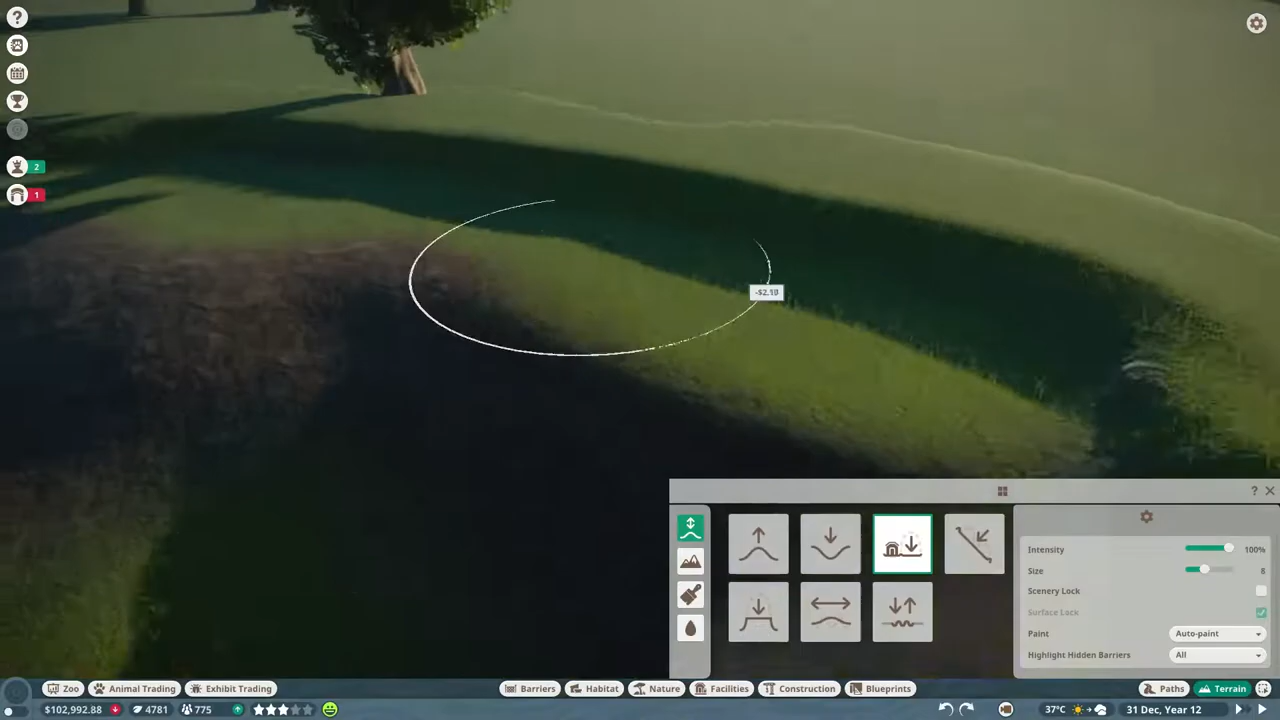 ?
2
1
-$2.19
?
Intensity 100%
Size 8
Scenery Lock
Surface Lock
Paint Auto-paint
Highlight Hidden Barriers All
Zoo Animal Trading Exhibit Trading Barriers Habitat Nature Facilities Construction Blueprints Paths Terrain
$102,992.88 4781 775 37°C 31 Dec, Year 12